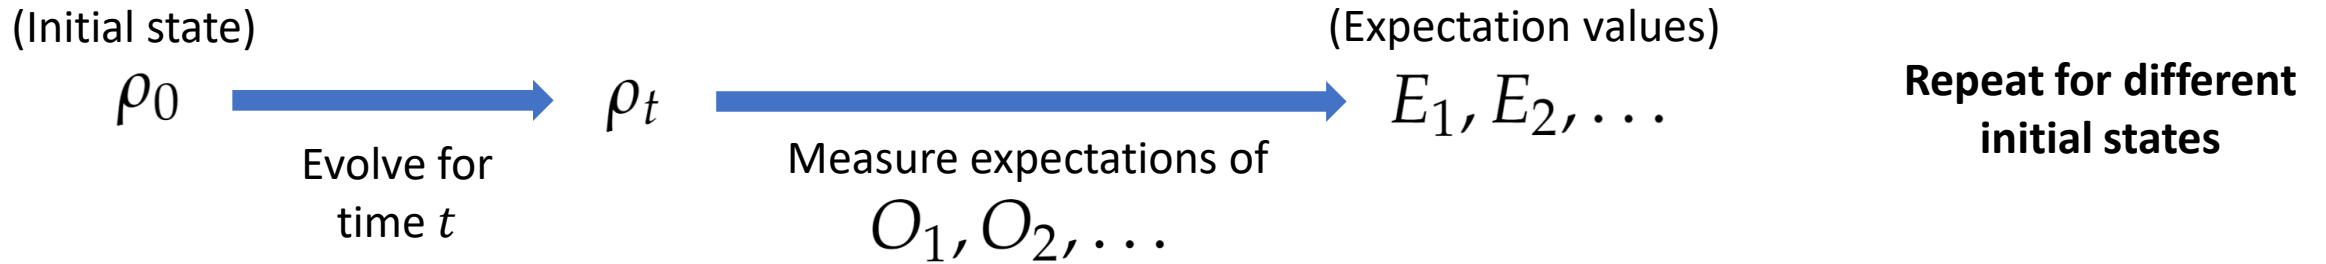 (Initial state)
ρ₀
Evolve for
time t
ρₜ
Measure expectations of
O₁, O₂, . . .
(Expectation values)
E₁, E₂, . . .
Repeat for different
initial states